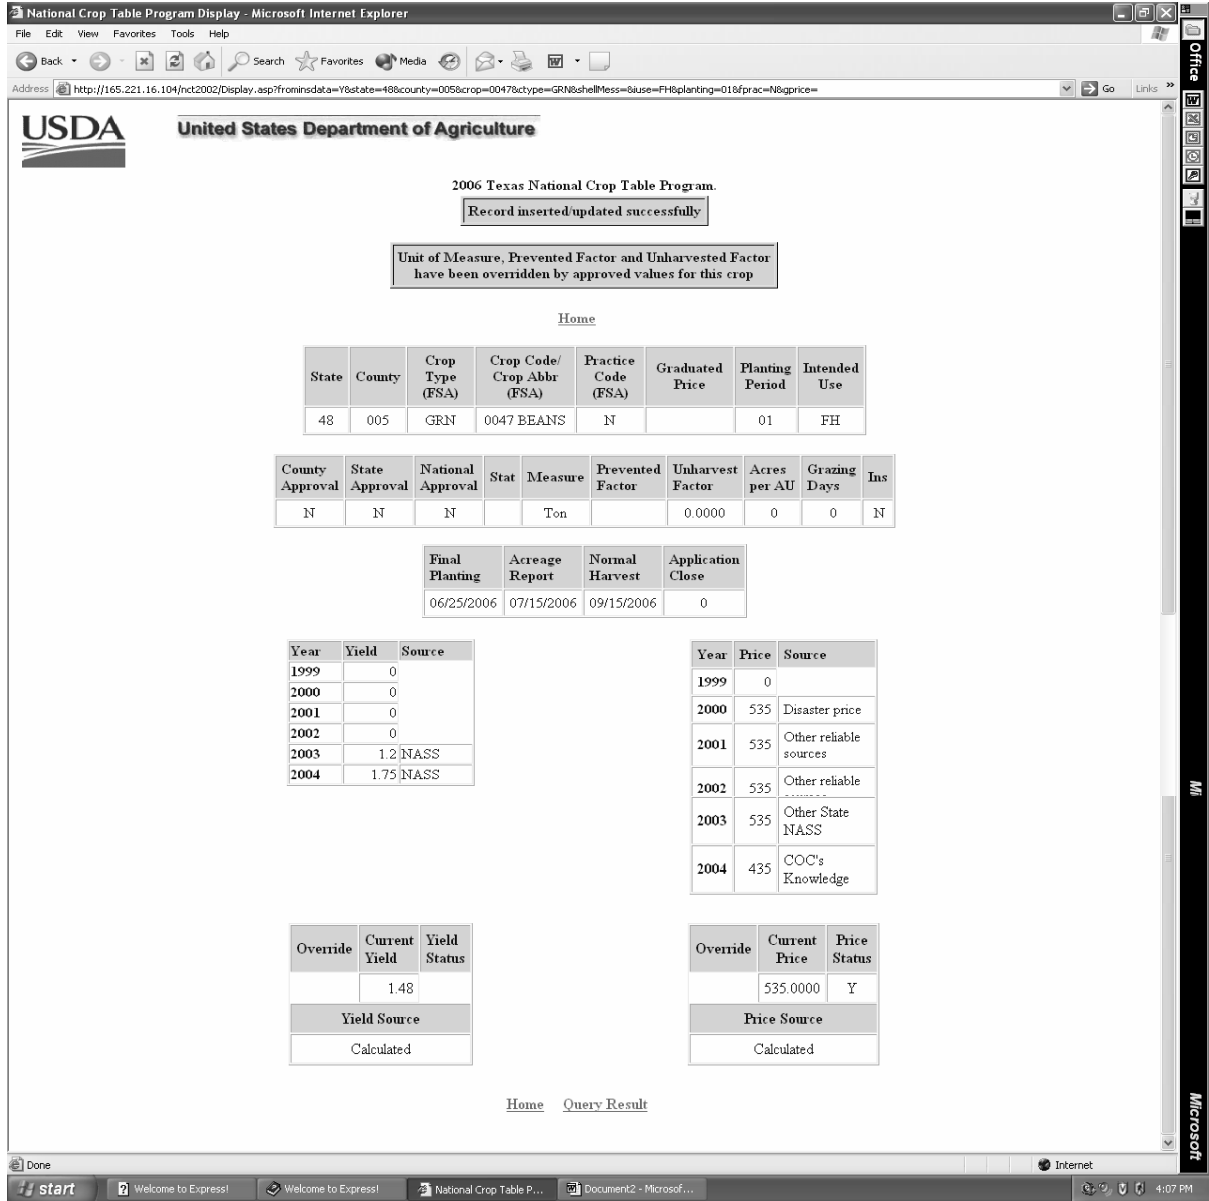 National Crop Table Program Display - Microsoft Internet Explorer
File Edit View Favorites Tools Help
Back Search Favorites Media
Address http://165.221.16.104/nct2002/Display.asp?frominsdata=Y&state=48&county=005&crop=0047&ctype=GRN&shellMess=&iuse=FH&planting=01&fprac=N&gprice= Go Links »
Office
USDA United States Department of Agriculture
2006 Texas National Crop Table Program.
Record inserted/updated successfully
Unit of Measure, Prevented Factor and Unharvested Factor
have been overridden by approved values for this crop
Home
State County Crop Type (FSA) Crop Code/ Crop Abbr (FSA) Practice Code (FSA) Graduated Price Planting Period Intended Use
48 005 GRN 0047 BEANS N 01 FH
County Approval State Approval National Approval Stat Measure Prevented Factor Unharvest Factor Acres per AU Grazing Days Ins
N N N Ton 0.0000 0 0 N
Final Planting Acreage Report Normal Harvest Application Close
06/25/2006 07/15/2006 09/15/2006 0
Year Yield Source
1999 0
2000 0
2001 0
2002 0
2003 1.2 NASS
2004 1.75 NASS
Year Price Source
1999 0
2000 535 Disaster price
2001 535 Other reliable sources
2002 535 Other reliable
2003 535 Other State NASS
2004 435 COC's Knowledge
Mi
Override Current Yield Yield Status
1.48
Yield Source
Calculated
Override Current Price Price Status
535.0000 Y
Price Source
Calculated
Home Query Result
Microsoft
Done Internet
start Welcome to Express! Welcome to Express! National Crop Table P... Document2 - Microsof... 4:07 PM